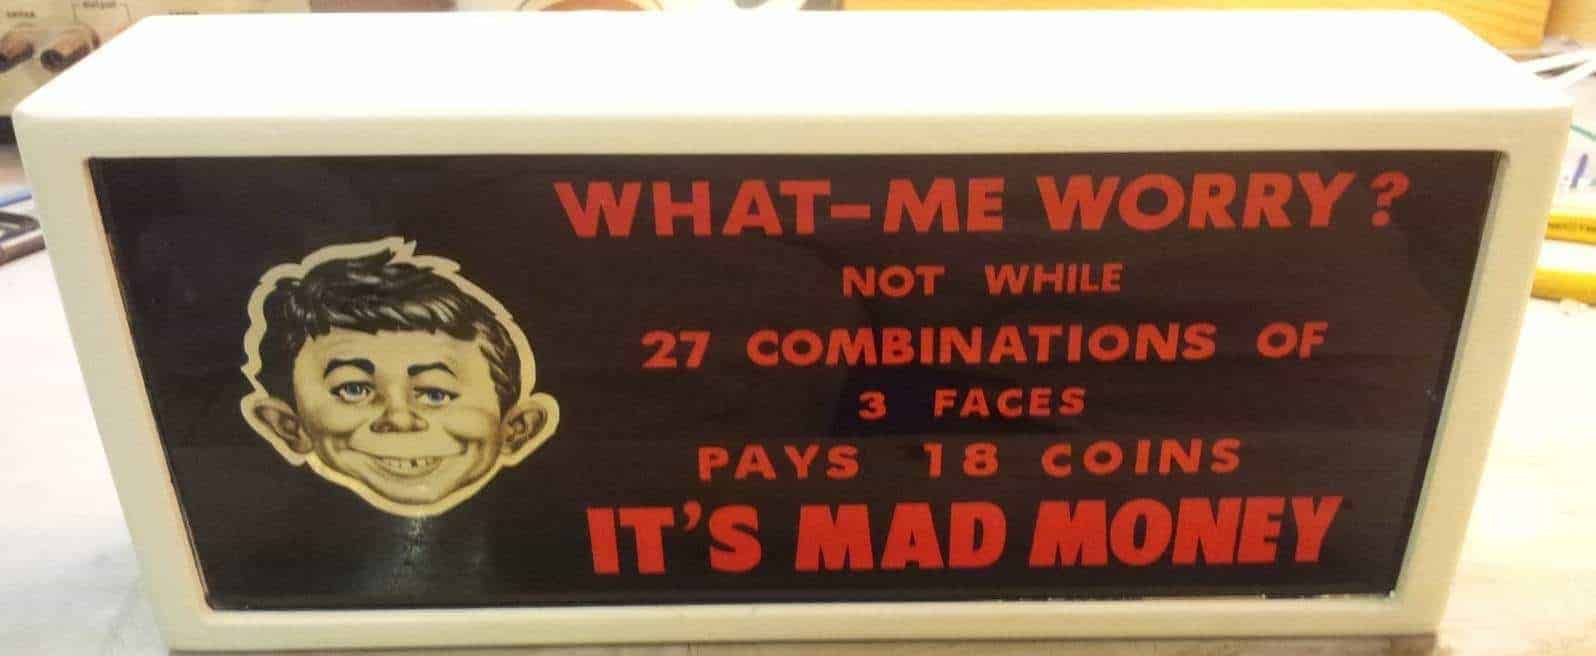 WHAT-ME WORRY?
NOT WHILE
27 COMBINATIONS OF
3 FACES
PAYS 18 COINS
IT'S MAD MONEY